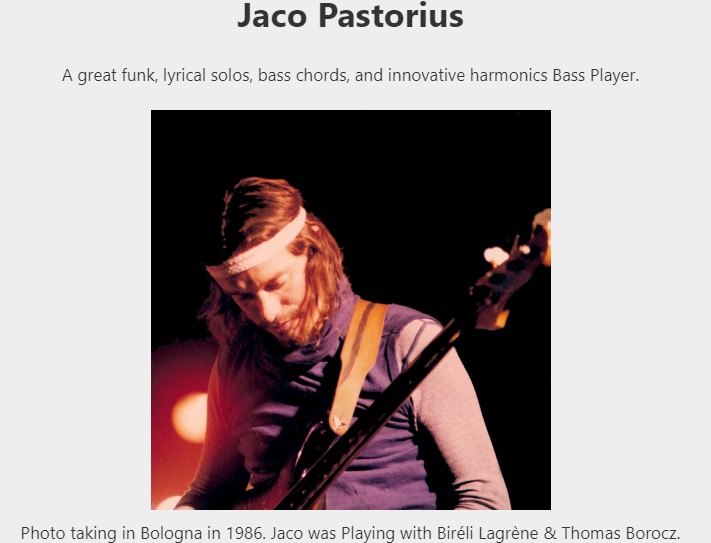 Jaco Pastorius
A great funk, lyrical solos, bass chords, and innovative harmonics Bass Player.
Photo taking in Bologna in 1986. Jaco was Playing with Biréli Lagrène & Thomas Borocz.